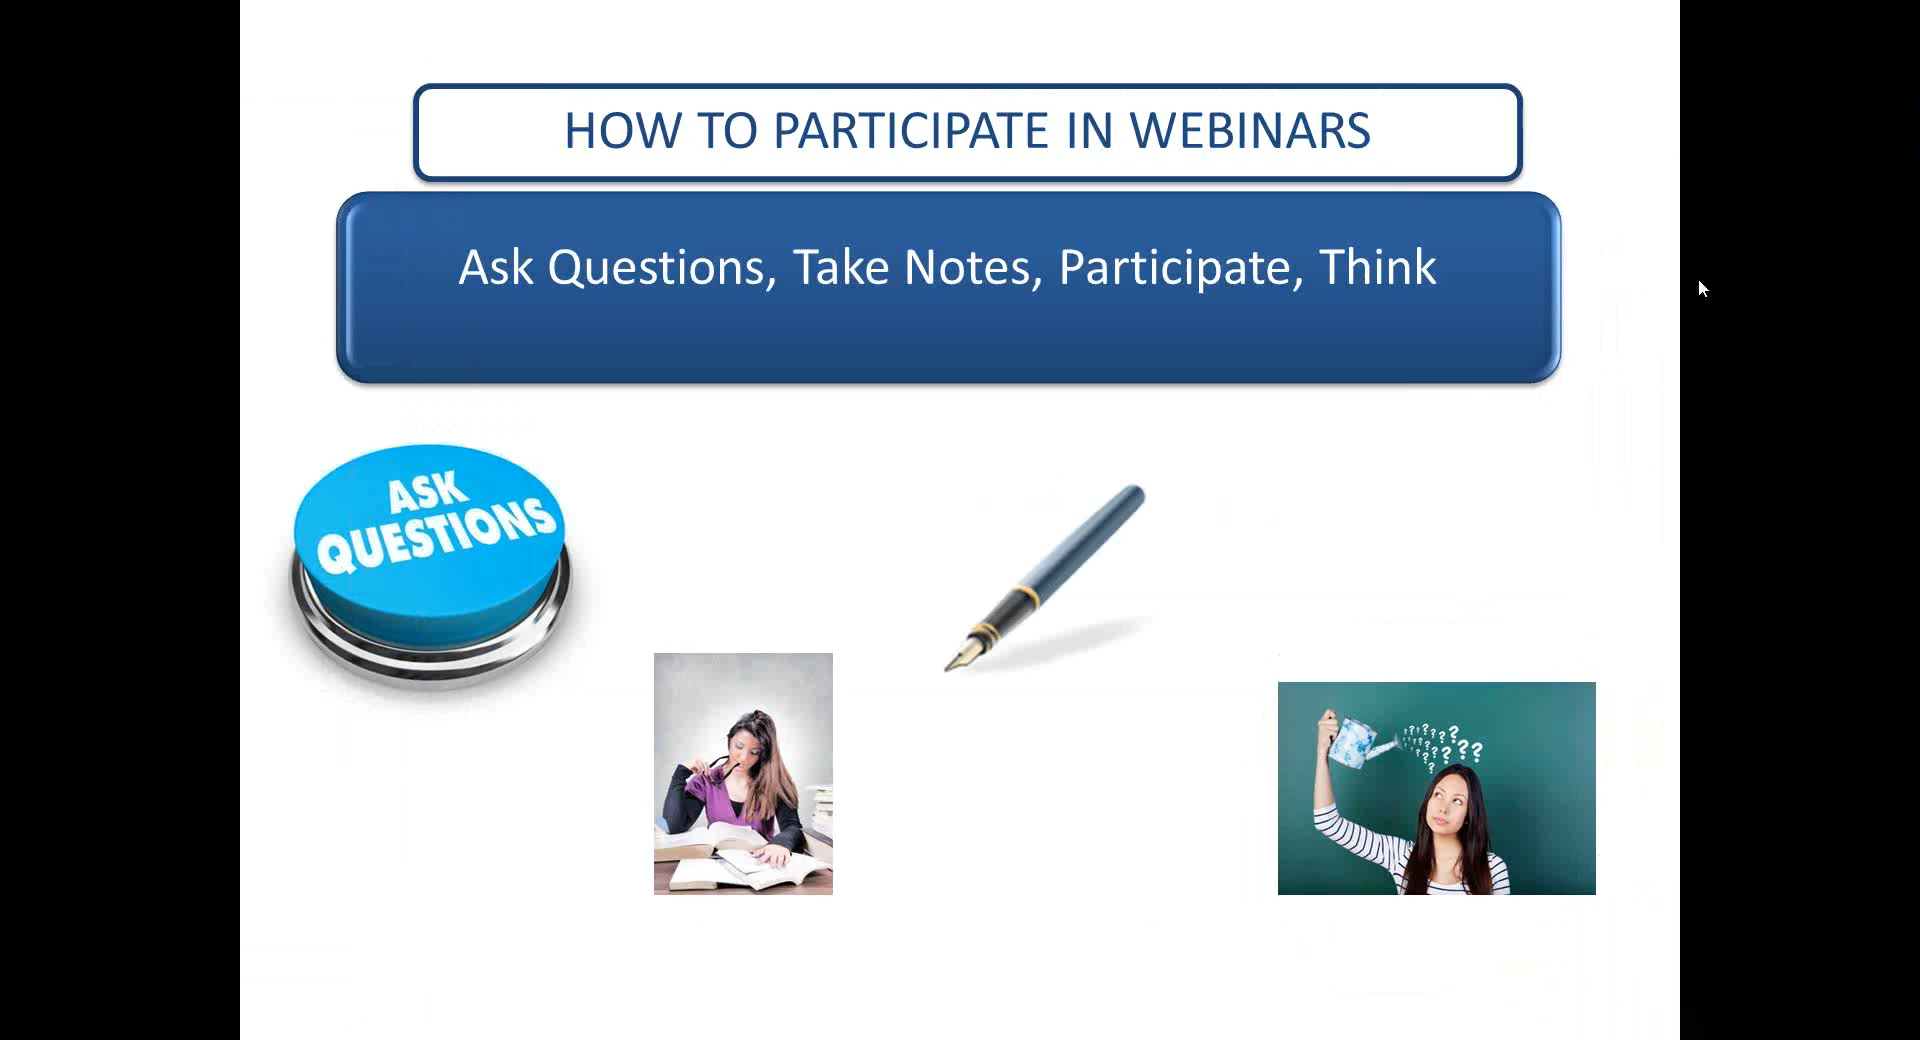 HOW TO PARTICIPATE IN WEBINARS
Ask Questions, Take Notes, Participate, Think
ASK
QUESTIONS